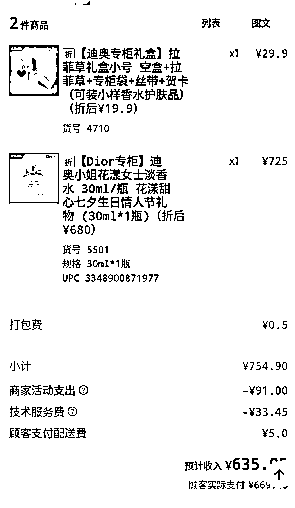 2件商品 列表 图文
折|【迪奥专柜礼盒】拉 x1 ¥29.9
菲草礼盒小号 空盒+拉
菲草+专柜袋+丝带+贺卡
(可装小样香水护肤品)
(折后¥19.9)
货号 4710
折|【Dior专柜】迪 x1 ¥725
奥小姐花漾女士淡香
水 30ml/瓶 花漾甜
心七夕生日情人节礼
物 (30ml*1瓶) (折后
¥680)
货号 5501
规格 30ml*1瓶
UPC 3348900871977
打包费 ¥0.5
小计 ¥754.90
商家活动支出 -¥91.00
技术服务费 -¥33.45
顾客支付配送费 ¥5.0
预计收入 ¥635.
顾客实际支付 ¥669.